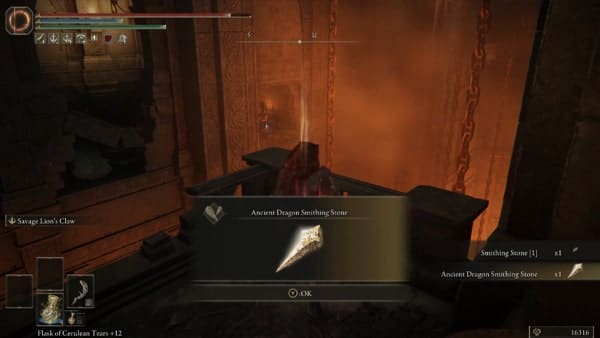 S
W
Ancient Dragon Smithing Stone
Savage Lion's Claw
Smithing Stone [1] x1
Ancient Dragon Smithing Stone x1
Y :OK
Flask of Cerulean Tears +12
16316